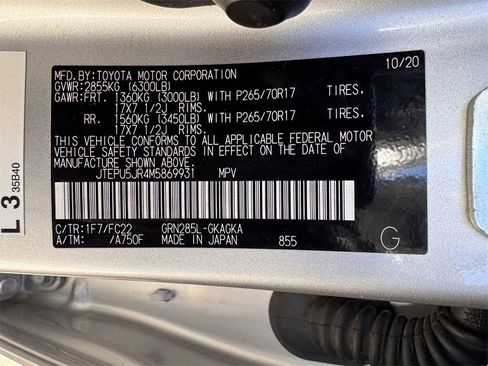 MFD.BY:TOYOTA MOTOR CORPORATION 10/20
GVWR:2855KG (6300LB)
GAWR:FRT. 1360KG (3000LB) WITH P265/70R17 TIRES,
17X7 1/2J RIMS.
RR. 1560KG (3450LB) WITH P265/70R17 TIRES,
17X7 1/2J RIMS.
THIS VEHICLE CONFORMS TO ALL APPLICABLE FEDERAL MOTOR
VEHICLE SAFETY STANDARDS IN EFFECT ON THE DATE OF
MANUFACTURE SHOWN ABOVE.
JTEPU5JR4M5869931 MPV
C/TR:1F7/FC22 GRN285L-GKAGKA
A/TM: /A750F MADE IN JAPAN 855
G
L 3 35B40